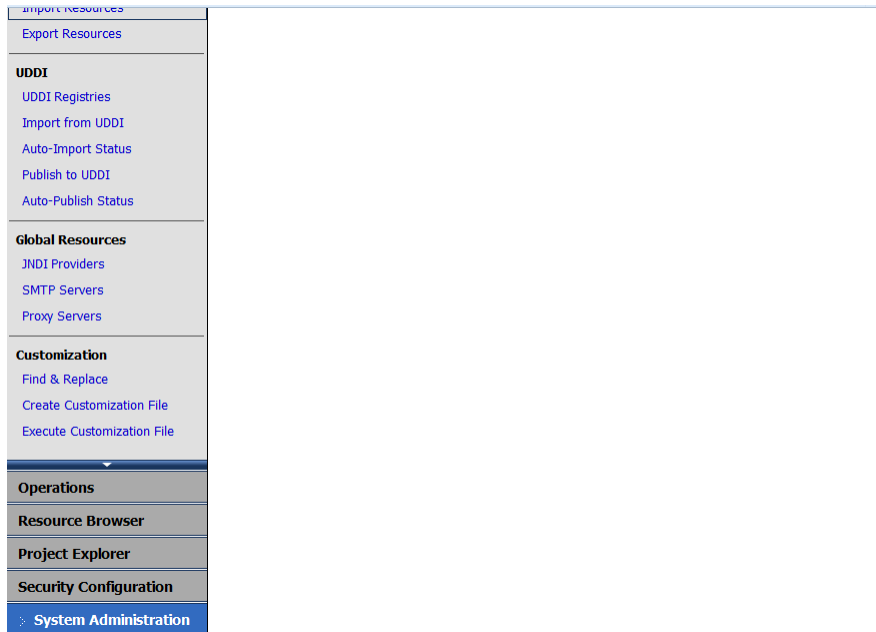 Import Resources
Export Resources
UDDI
UDDI Registries
Import from UDDI
Auto-Import Status
Publish to UDDI
Auto-Publish Status
Global Resources
JNDI Providers
SMTP Servers
Proxy Servers
Customization
Find & Replace
Create Customization File
Execute Customization File
Operations
Resource Browser
Project Explorer
Security Configuration
System Administration